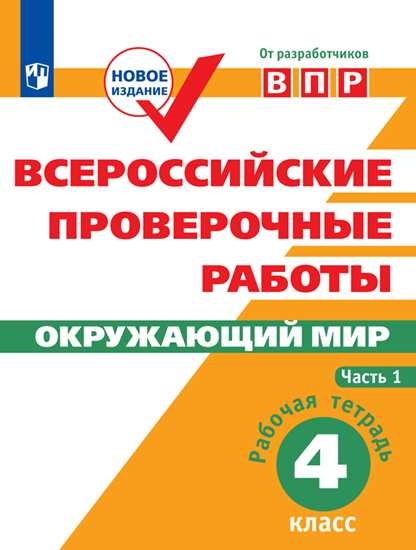 НОВОЕ
ИЗДАНИЕ
От разработчиков
ВПР
ВСЕРОССИЙСКИЕ
ПРОВЕРОЧНЫЕ
РАБОТЫ
ОКРУЖАЮЩИЙ МИР
Часть 1
Рабочая тетрадь
4
класс